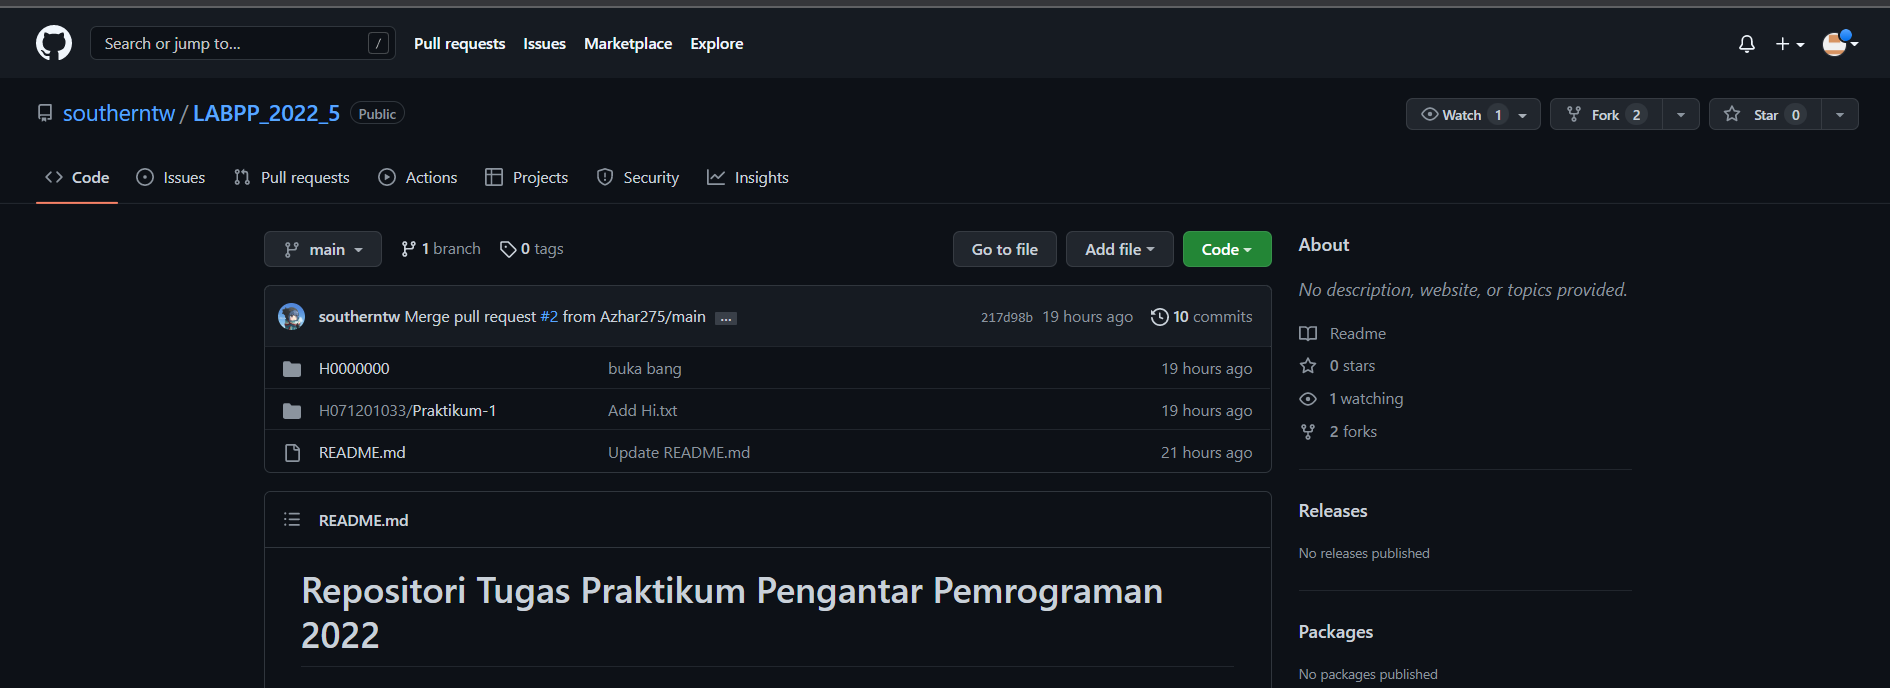 Search or jump to... /
Pull requests Issues Marketplace Explore
southerntw / LABPP_2022_5 Public
Watch 1 Fork 2 Star 0
Code Issues Pull requests Actions Projects Security Insights
main 1 branch 0 tags Go to file Add file Code
southerntw Merge pull request #2 from Azhar275/main ... 217d98b 19 hours ago 10 commits
H0000000 buka bang 19 hours ago
H071201033/Praktikum-1 Add Hi.txt 19 hours ago
README.md Update README.md 21 hours ago
README.md
Repositori Tugas Praktikum Pengantar Pemrograman
2022
About
No description, website, or topics provided.
Readme
0 stars
1 watching
2 forks
Releases
No releases published
Packages
No packages published